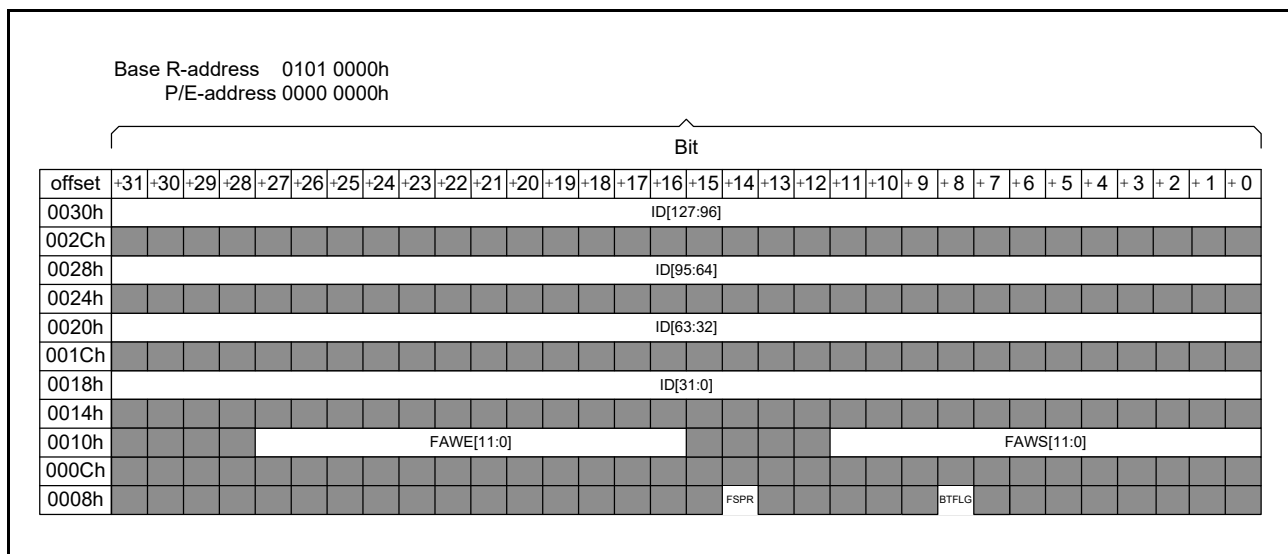 Base R-address 0101 0000h
P/E-address 0000 0000h
Bit
offset +31 +30 +29 +28 +27 +26 +25 +24 +23 +22 +21 +20 +19 +18 +17 +16 +15 +14 +13 +12 +11 +10 + 9 + 8 + 7 + 6 + 5 + 4 + 3 + 2 + 1 + 0
0030h ID[127:96]
002Ch
0028h ID[95:64]
0024h
0020h ID[63:32]
001Ch
0018h ID[31:0]
0014h
0010h FAWE[11:0] FAWS[11:0]
000Ch
0008h FSPR BTFLG